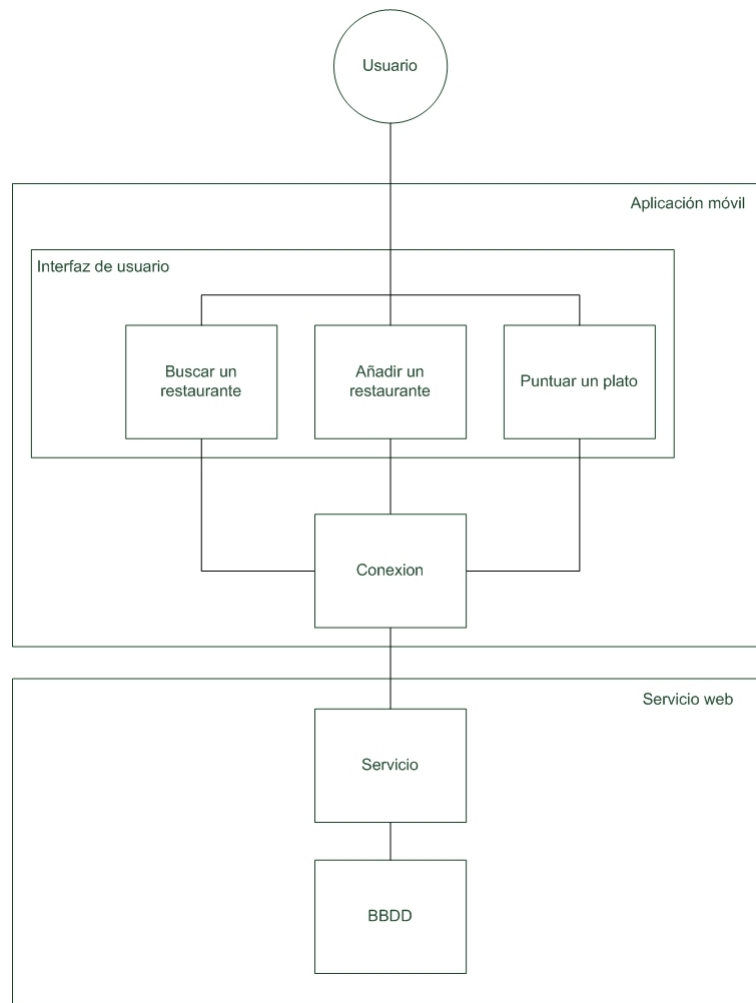 Usuario
Aplicación móvil
Interfaz de usuario
Buscar un
restaurante
Añadir un
restaurante
Puntuar un plato
Conexion
Servicio web
Servicio
BBDD